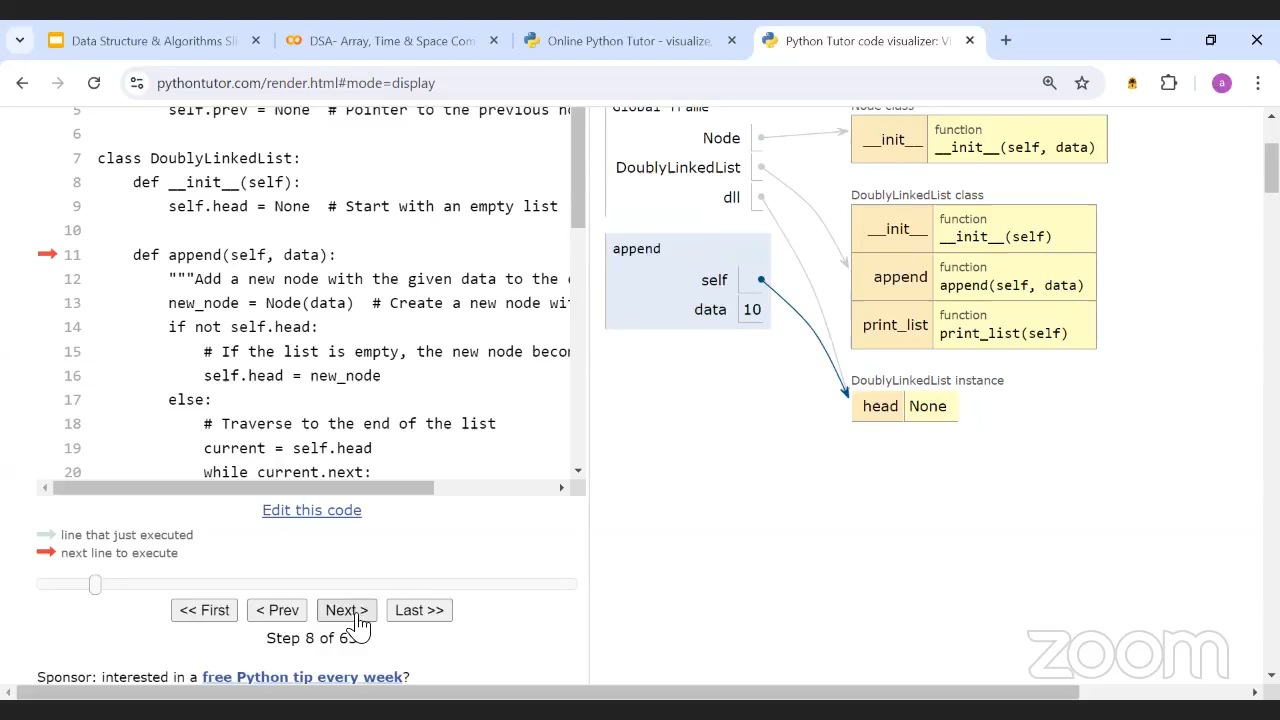 Data Structure & Algorithms Sli
DSA- Array, Time & Space Com
Online Python Tutor - visualize,
Python Tutor code visualizer: Vi
pythontutor.com/render.html#mode=display
a
5 self.prev = None # Pointer to the previous no
6
7 class DoublyLinkedList:
8 def __init__(self):
9 self.head = None # Start with an empty list
10
11 def append(self, data):
12 """Add a new node with the given data to the e
13 new_node = Node(data) # Create a new node wi
14 if not self.head:
15 # If the list is empty, the new node becom
16 self.head = new_node
17 else:
18 # Traverse to the end of the list
19 current = self.head
20 while current.next:
Edit this code
line that just executed
next line to execute
<< First
< Prev
Next >
Last >>
Step 8 of
Sponsor: interested in a free Python tip every week?
Global frame
Node
DoublyLinkedList
dll
append
self
data 10
Node class
__init__
function
__init__(self, data)
DoublyLinkedList class
__init__
function
__init__(self)
append
function
append(self, data)
print_list
function
print_list(self)
DoublyLinkedList instance
head None
zoom